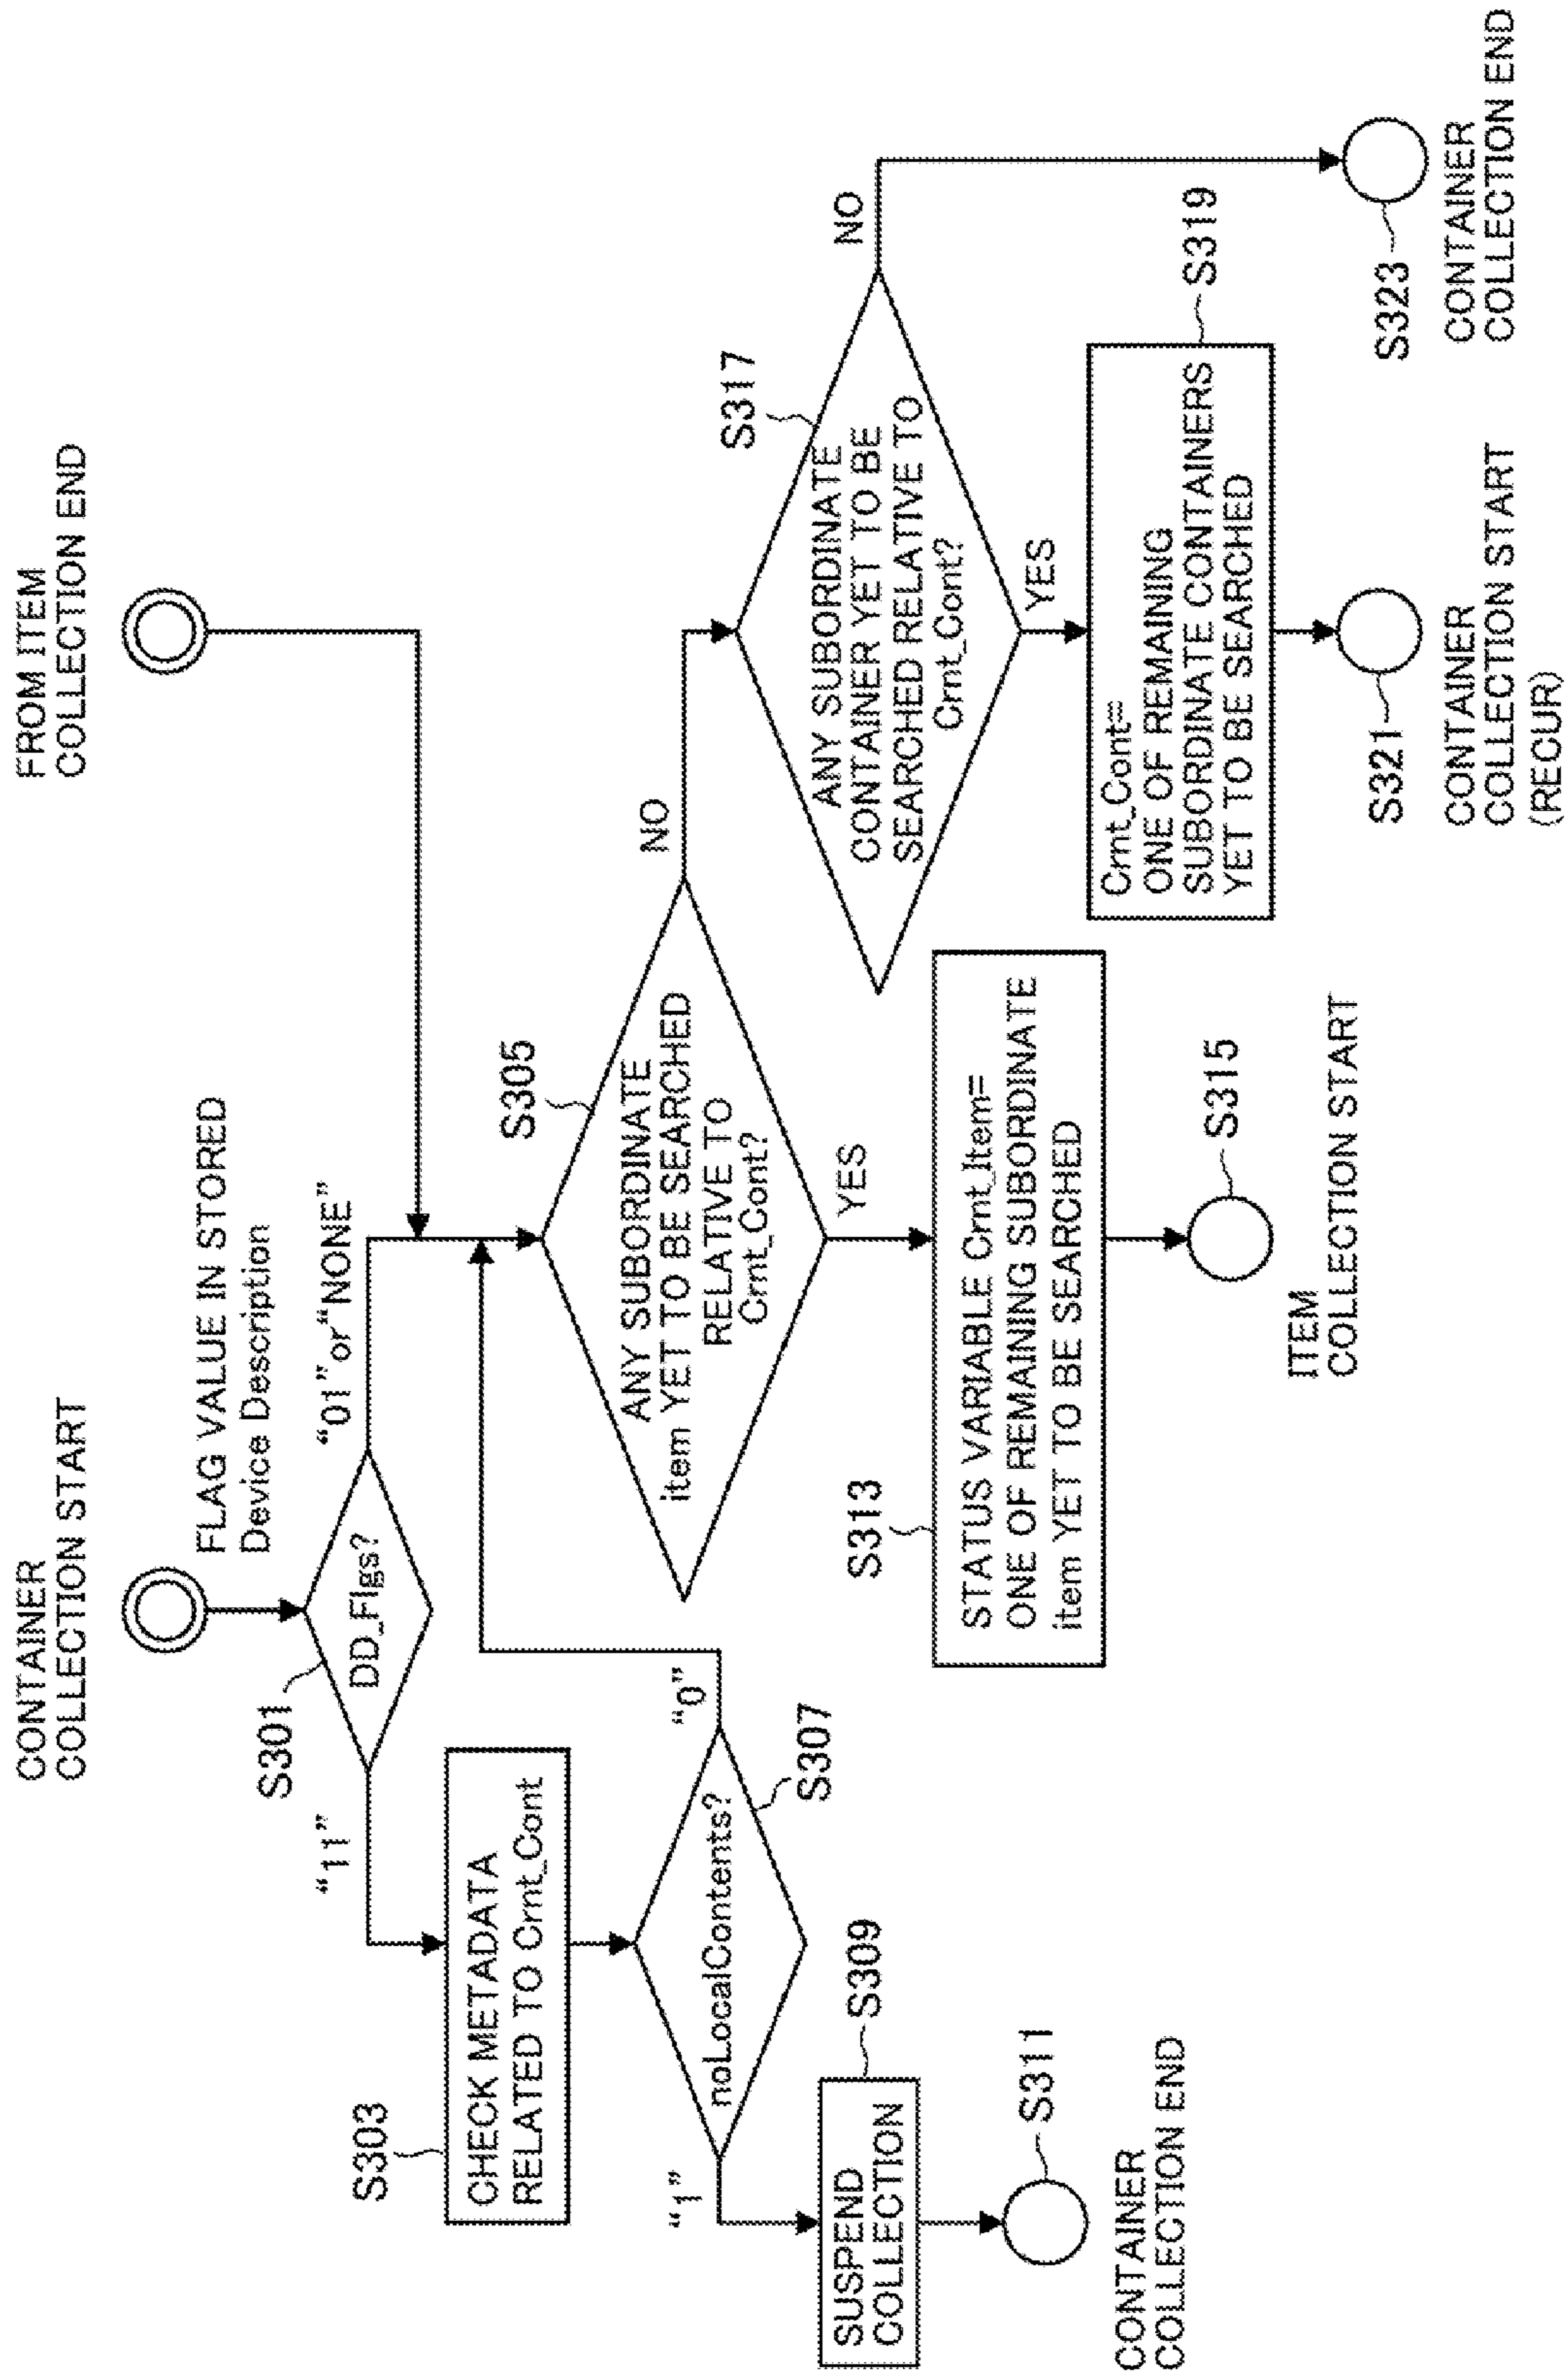 CONTAINER
COLLECTION START
FROM ITEM
COLLECTION END
FLAG VALUE IN STORED
Device Description
S301
DD_Flgs?
"11"
"01" or "NONE"
S303
CHECK METADATA
RELATED TO Crnt_Cont
noLocalContents?
S307
"1"
"0"
SUSPEND
COLLECTION
S309
S311
CONTAINER
COLLECTION END
S305
ANY SUBORDINATE
item YET TO BE SEARCHED
RELATIVE TO
Crnt_Cont?
YES
NO
S313
STATUS VARIABLE Crnt_Item=
ONE OF REMAINING SUBORDINATE
item YET TO BE SEARCHED
S315
ITEM
COLLECTION START
S317
ANY SUBORDINATE
CONTAINER YET TO BE
SEARCHED RELATIVE TO
Crnt_Cont?
YES
NO
Crnt_Cont=
ONE OF REMAINING
SUBORDINATE CONTAINERS
YET TO BE SEARCHED
S319
S321
CONTAINER
COLLECTION START
(RECUR)
S323
CONTAINER
COLLECTION END